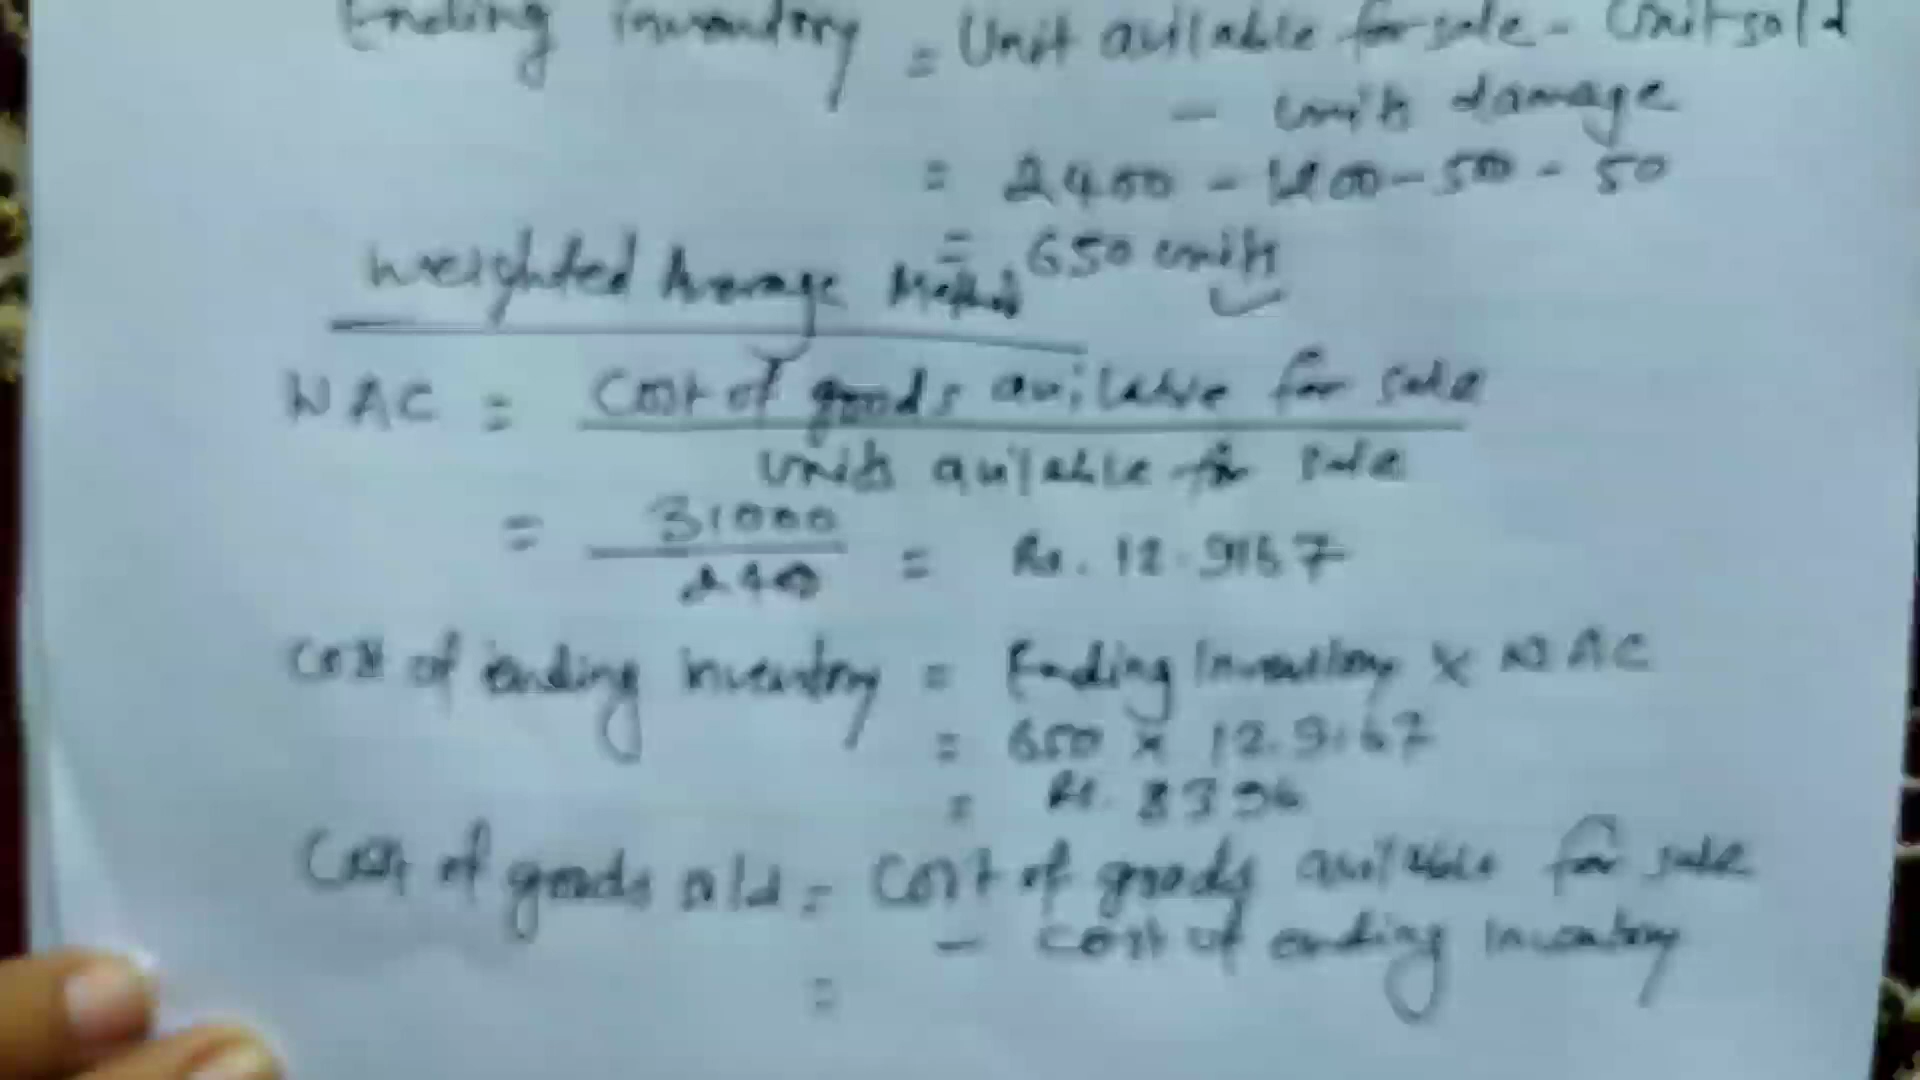 Ending inventory = Unit available for sale - Unit sold
- units damage
= 2400 - 1200 - 500 - 50
= 650 units
Weighted Average Method
WAC = Cost of goods available for sale
units available for sale
= 31000
2400
= Rs. 12.9167
Cost of ending inventory = Ending Inventory x WAC
= 650 x 12.9167
= Rs. 8396
Cost of goods sold = Cost of goods available for sale
- cost of ending inventory
=